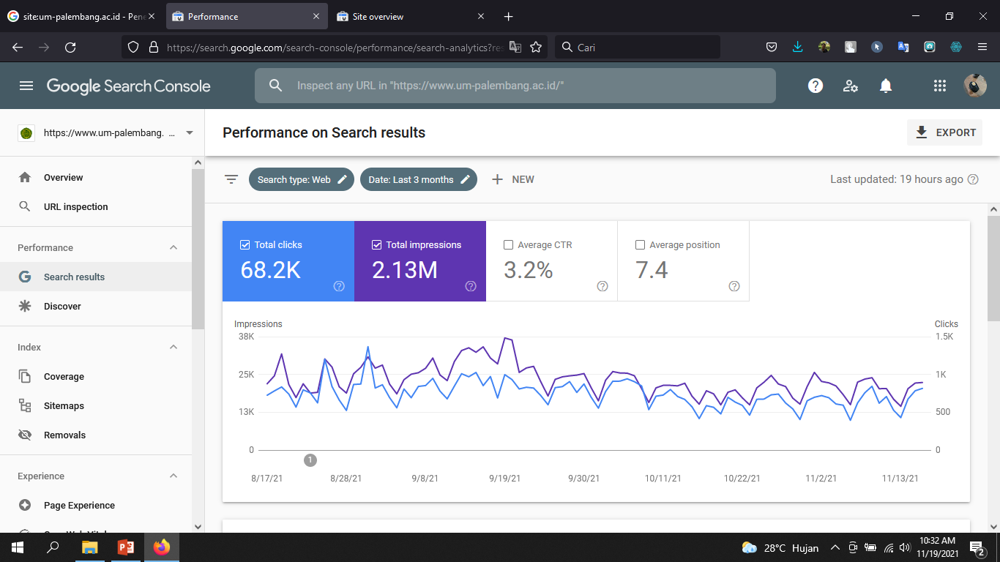 site:um-palembang.ac.id - Pene
Performance
Site overview
https://search.google.com/search-console/performance/search-analytics?re
Cari
Google Search Console
Inspect any URL in "https://www.um-palembang.ac.id/"
https://www.um-palembang. ...
Performance on Search results
EXPORT
Overview
URL inspection
Performance
Search results
Discover
Index
Coverage
Sitemaps
Removals
Experience
Page Experience
Search type: Web
Date: Last 3 months
NEW
Last updated: 19 hours ago
Total clicks
68.2K
Total impressions
2.13M
Average CTR
3.2%
Average position
7.4
Impressions
Clicks
38K
1.5K
25K
1K
13K
500
0
0
1
8/17/21 8/28/21 9/8/21 9/19/21 9/30/21 10/11/21 10/22/21 11/2/21 11/13/21
28°C Hujan
10:32 AM
11/19/2021
2